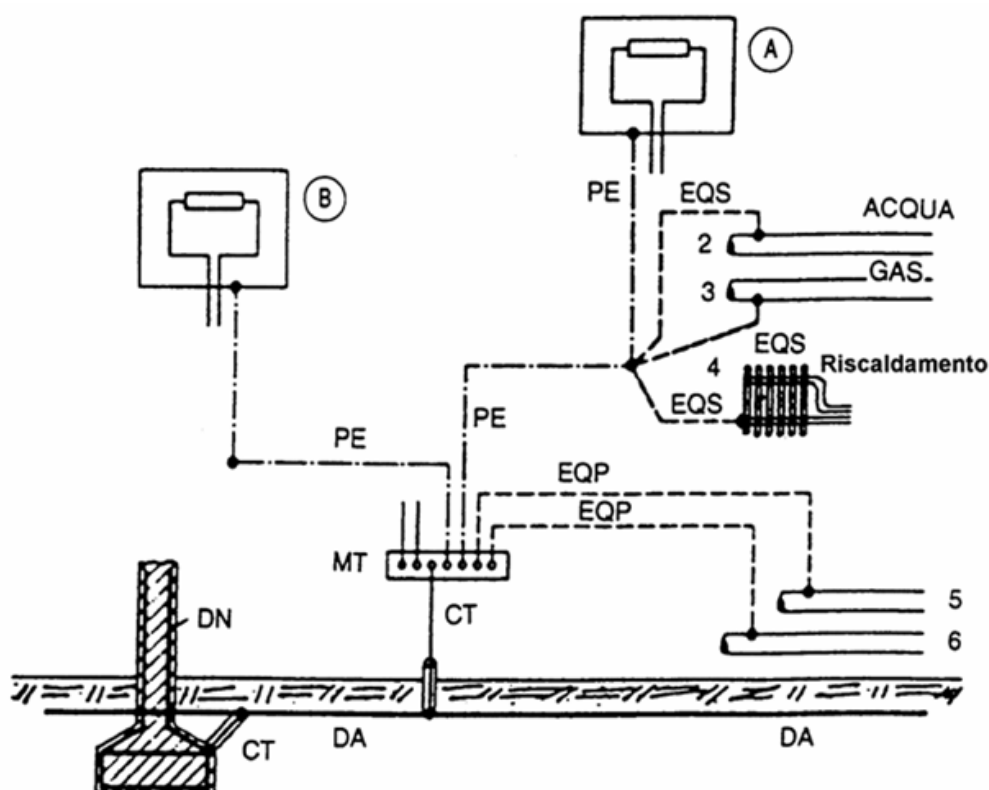 A
B
PE
EQS
ACQUA
2
GAS
3
4
EQS
Riscaldamento
EQS
PE
PE
EQP
EQP
MT
CT
5
6
DN
CT
DA
DA